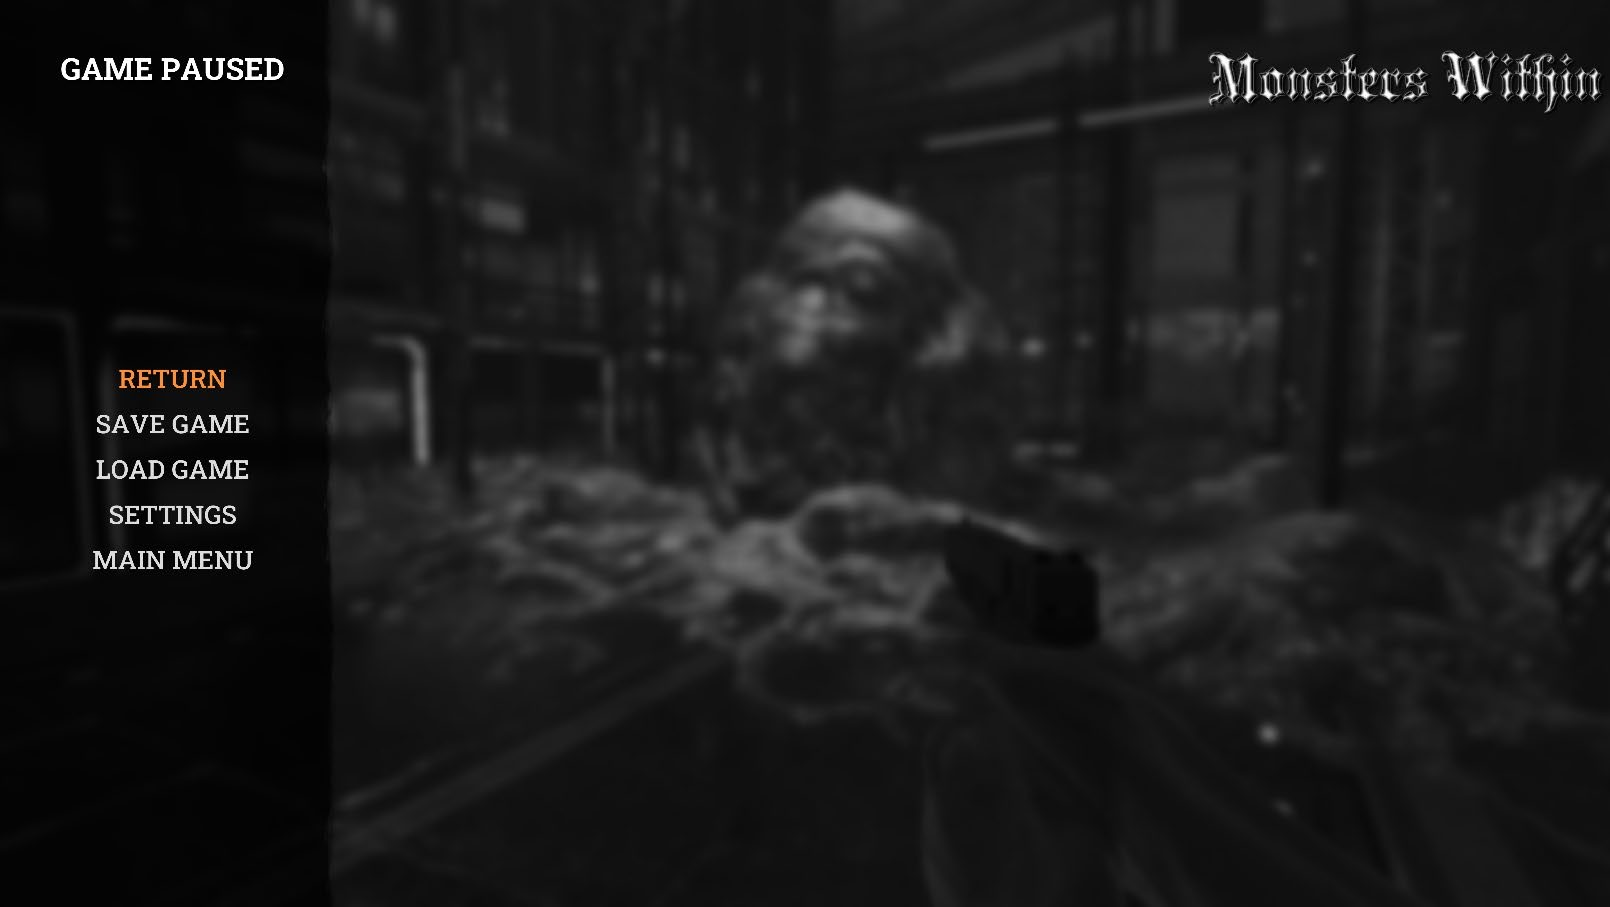 GAME PAUSED
Monsters Within
RETURN
SAVE GAME
LOAD GAME
SETTINGS
MAIN MENU